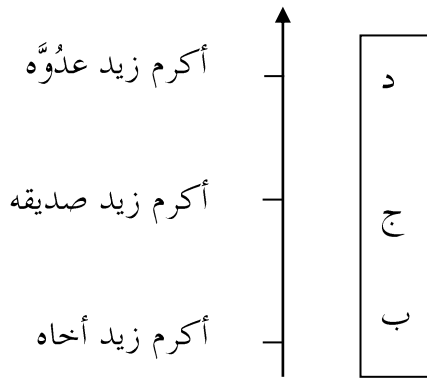 أكرم زيد عدُوَّه
د
أكرم زيد صديقه
ج
أكرم زيد أخاه
ب